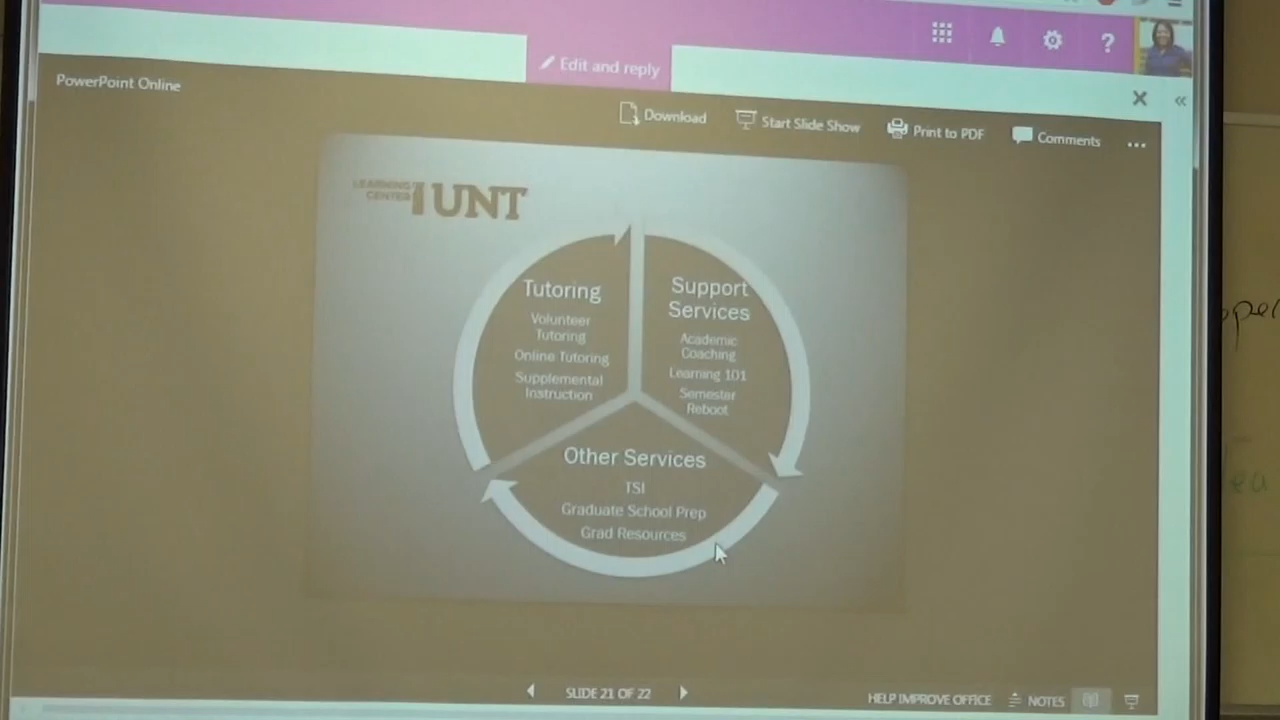 Edit and reply
?
PowerPoint Online
Download
Start Slide Show
Print to PDF
Comments
LEARNING
CENTER
UNT
Tutoring
Volunteer
Tutoring
Online Tutoring
Supplemental
Instruction
Support
Services
Academic
Coaching
Learning 101
Semester
Reboot
Other Services
TSI
Graduate School Prep
Grad Resources
SLIDE 21 OF 22
HELP IMPROVE OFFICE
NOTES